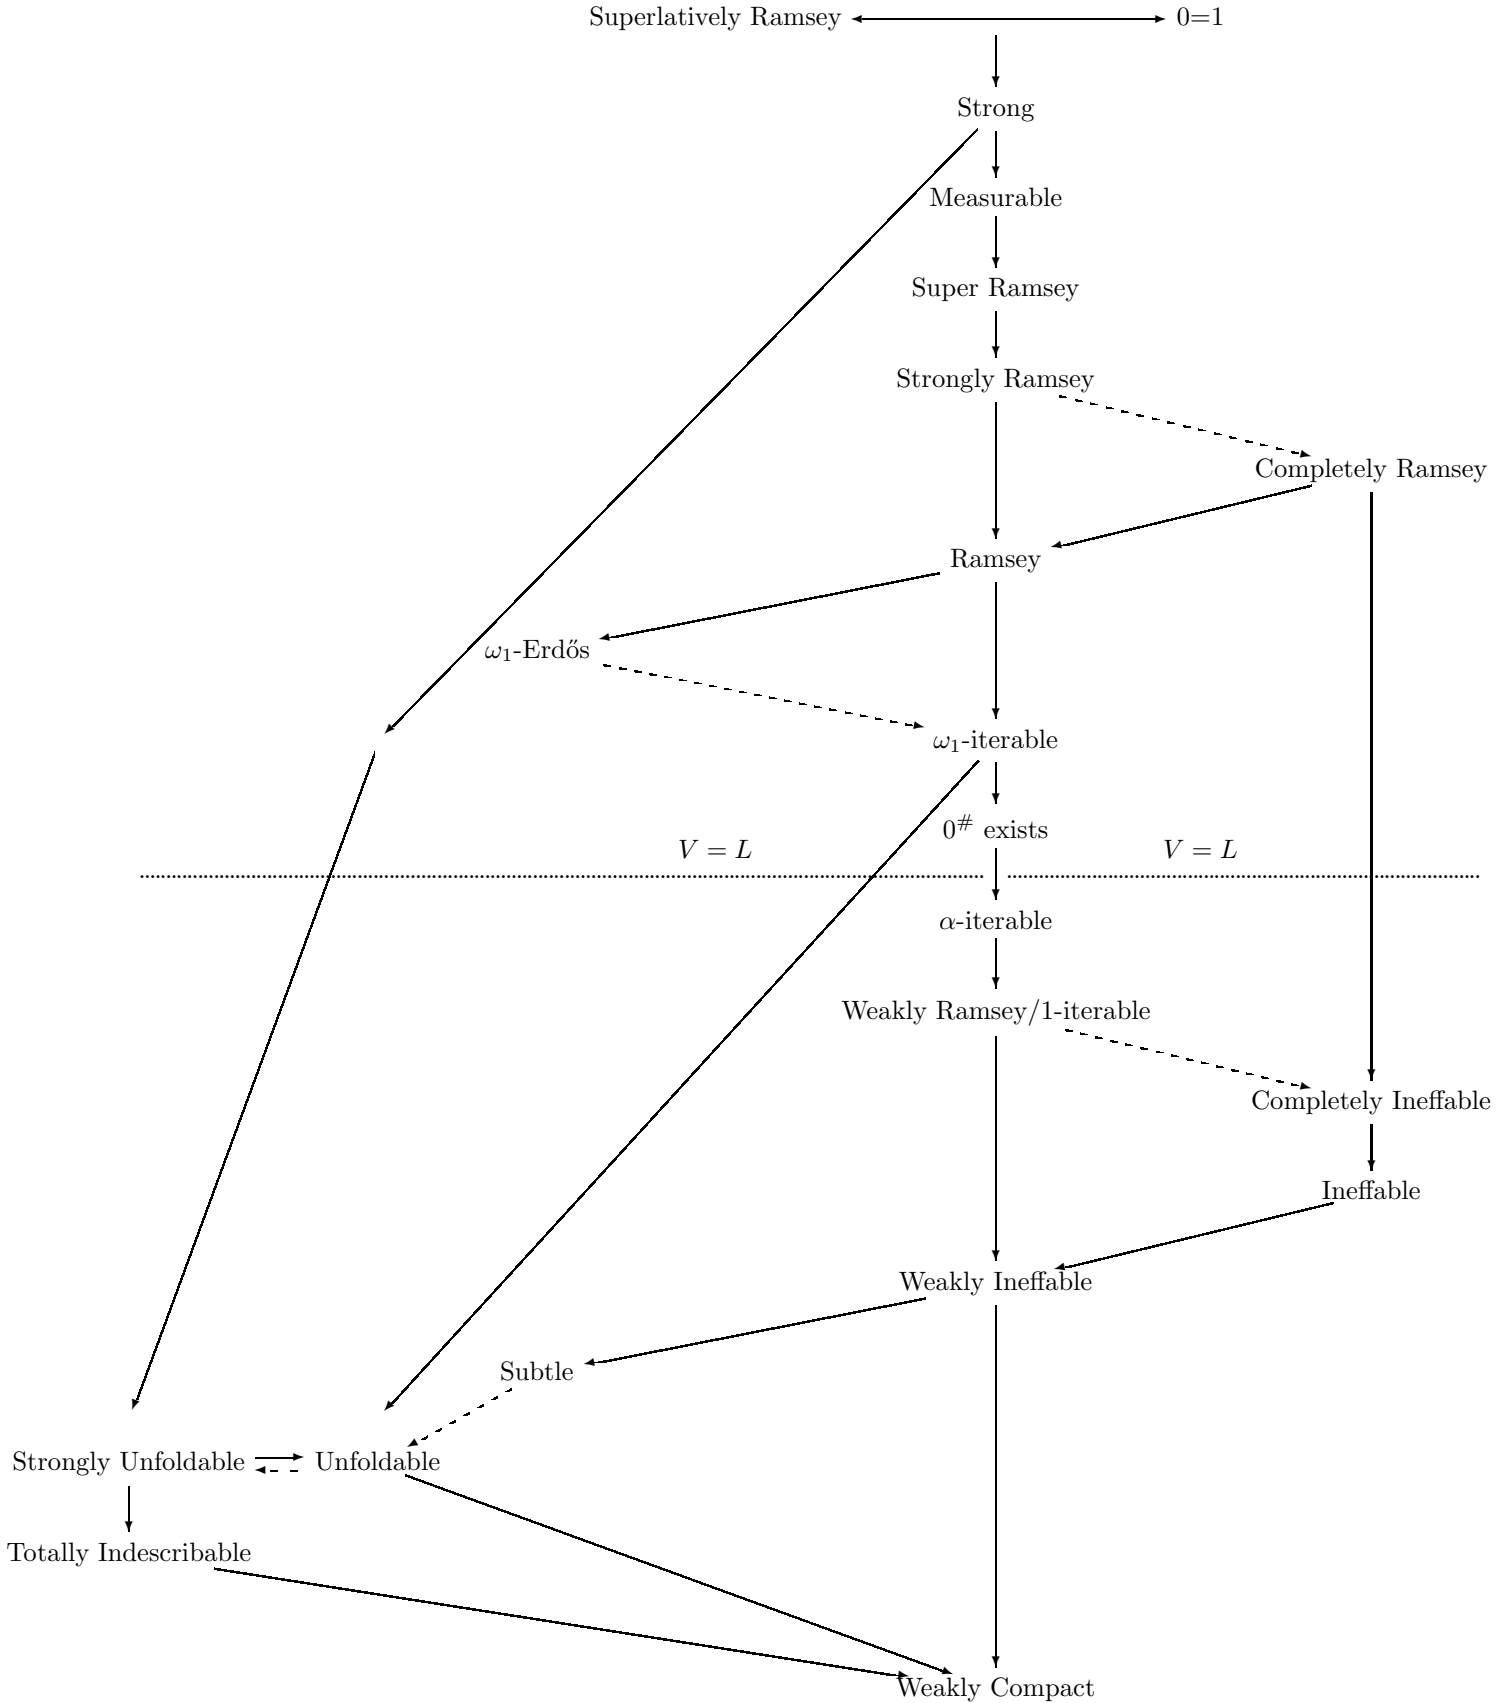 Superlatively Ramsey 0=1
Strong
Measurable
Super Ramsey
Strongly Ramsey
Completely Ramsey
Ramsey
ω₁-Erdős
ω₁-iterable
0^# exists
V = L V = L
α-iterable
Weakly Ramsey/1-iterable
Completely Ineffable
Ineffable
Weakly Ineffable
Subtle
Strongly Unfoldable Unfoldable
Totally Indescribable
Weakly Compact